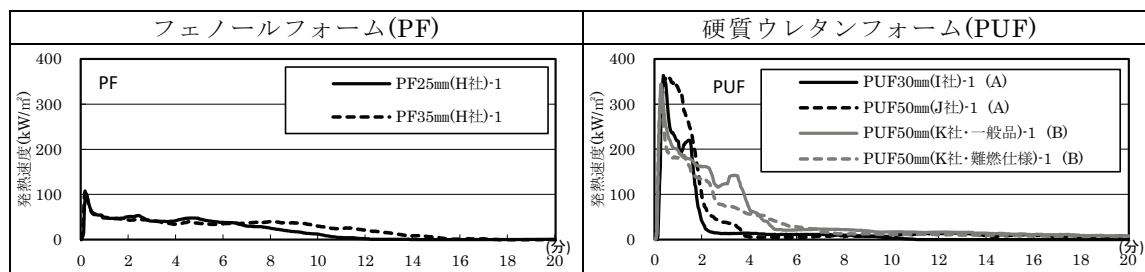 フェノールフォーム(PF)
発熱速度(kW/㎡)
400
300
200
100
0
PF
PF25㎜(H社)-1
PF35㎜(H社)-1
0 2 4 6 8 10 12 14 16 18 20
(分)
硬質ウレタンフォーム(PUF)
発熱速度(kW/㎡)
400
300
200
100
0
PUF
PUF30㎜(I社)-1 (A)
PUF50㎜(J社)-1 (A)
PUF50㎜(K社・一般品)-1 (B)
PUF50㎜(K社・難燃仕様)-1 (B)
0 2 4 6 8 10 12 14 16 18 20
(分)